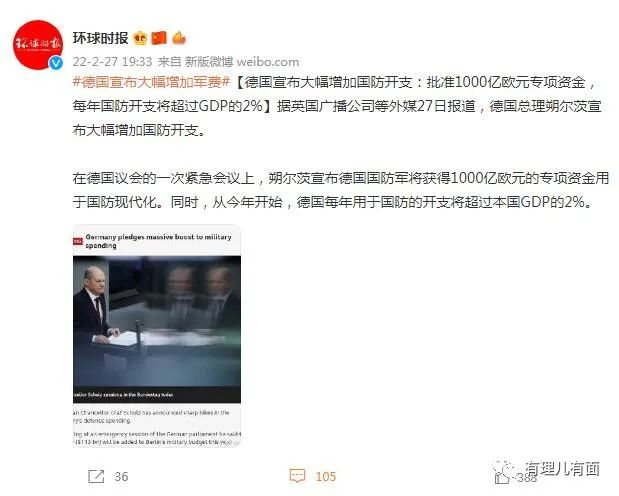 环球时报
环球时报
22-2-27 19:33 来自 新版微博 weibo.com
#德国宣布大幅增加军费#【德国宣布大幅增加国防开支：批准1000亿欧元专项资金，
每年国防开支将超过GDP的2%】据英国广播公司等外媒27日报道，德国总理朔尔茨宣
布大幅增加国防开支。
在德国议会的一次紧急会议上，朔尔茨宣布德国国防军将获得1000亿欧元的专项资金用
于国防现代化。同时，从今年开始，德国每年用于国防的开支将超过本国GDP的2%。
Germany pledges massive boost to military
spending
Scholz speaking in the Bundestag today
an Chancellor Olaf Scholz has announced sharp hikes in the
ry's defence spending.
ing at an emergency session of the German parliament he said
($113 bn) will be added to Berlin's military budget this year
36
105
388
有理儿有面